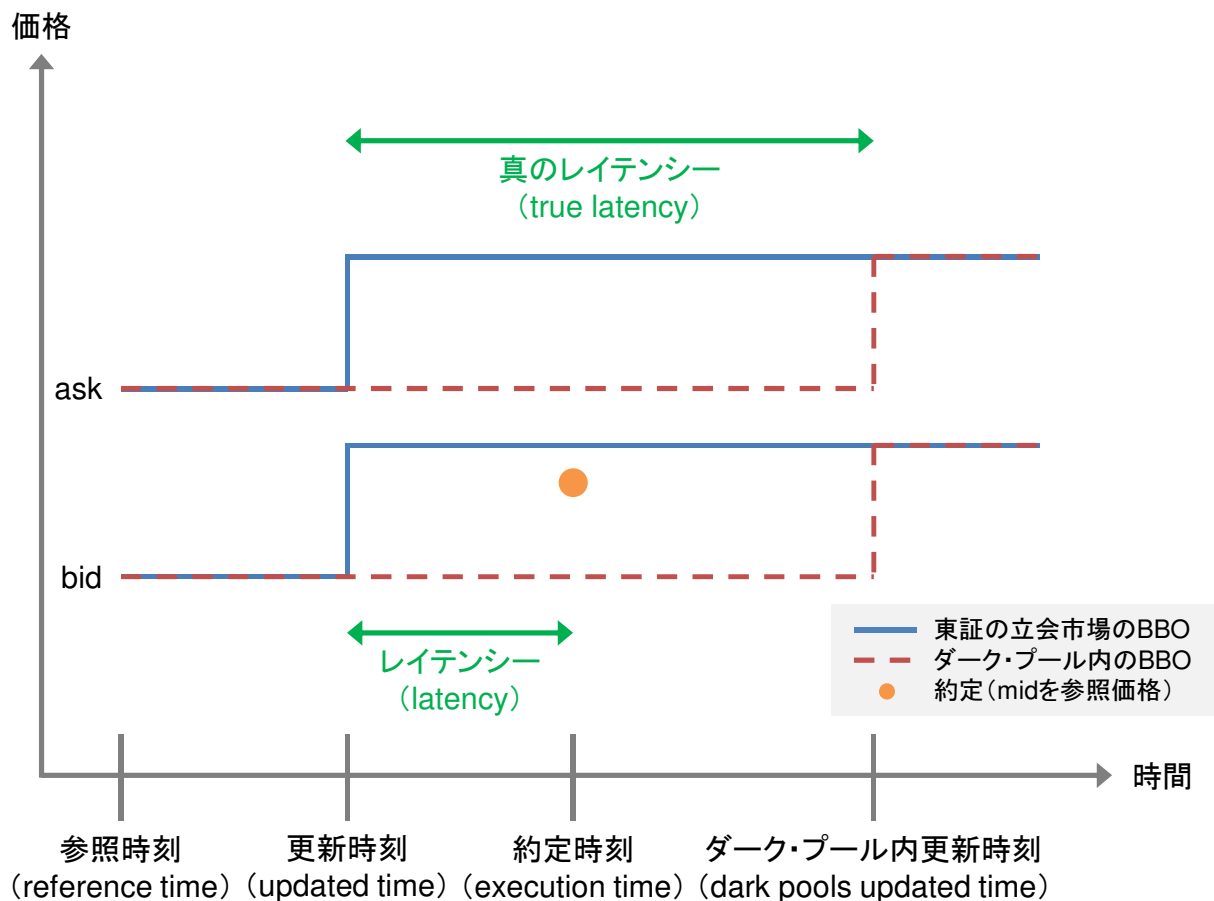 価格
真のレイテンシー
（true latency）
ask
bid
レイテンシー
（latency）
東証の立会市場のBBO
ダーク・プール内のBBO
約定（midを参照価格）
時間
参照時刻
（reference time）
更新時刻
（updated time）
約定時刻
（execution time）
ダーク・プール内更新時刻
（dark pools updated time）